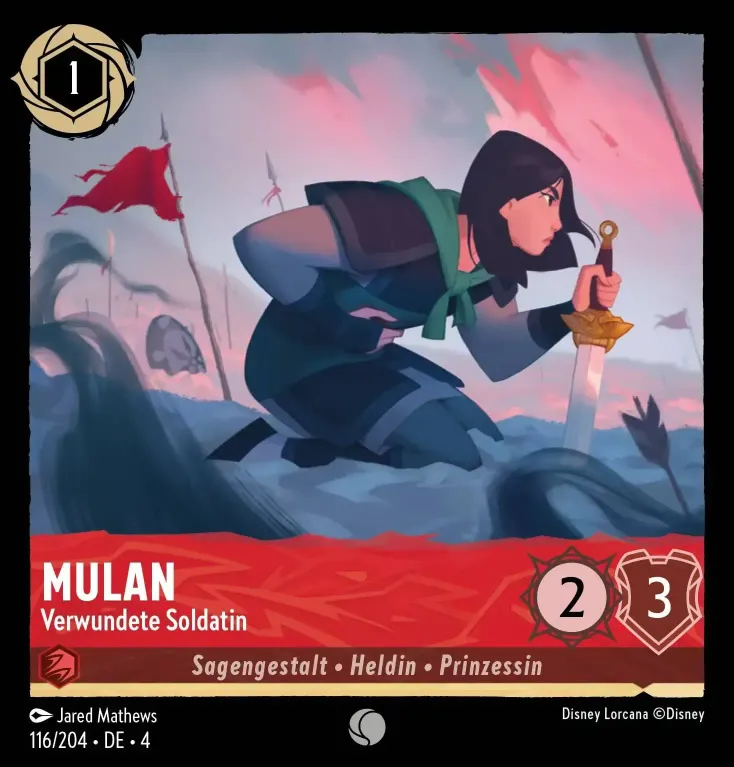 1
MULAN
Verwundete Soldatin
2
3
Sagengestalt • Heldin • Prinzessin
Jared Mathews
Disney Lorcana ©Disney
116/204 • DE • 4